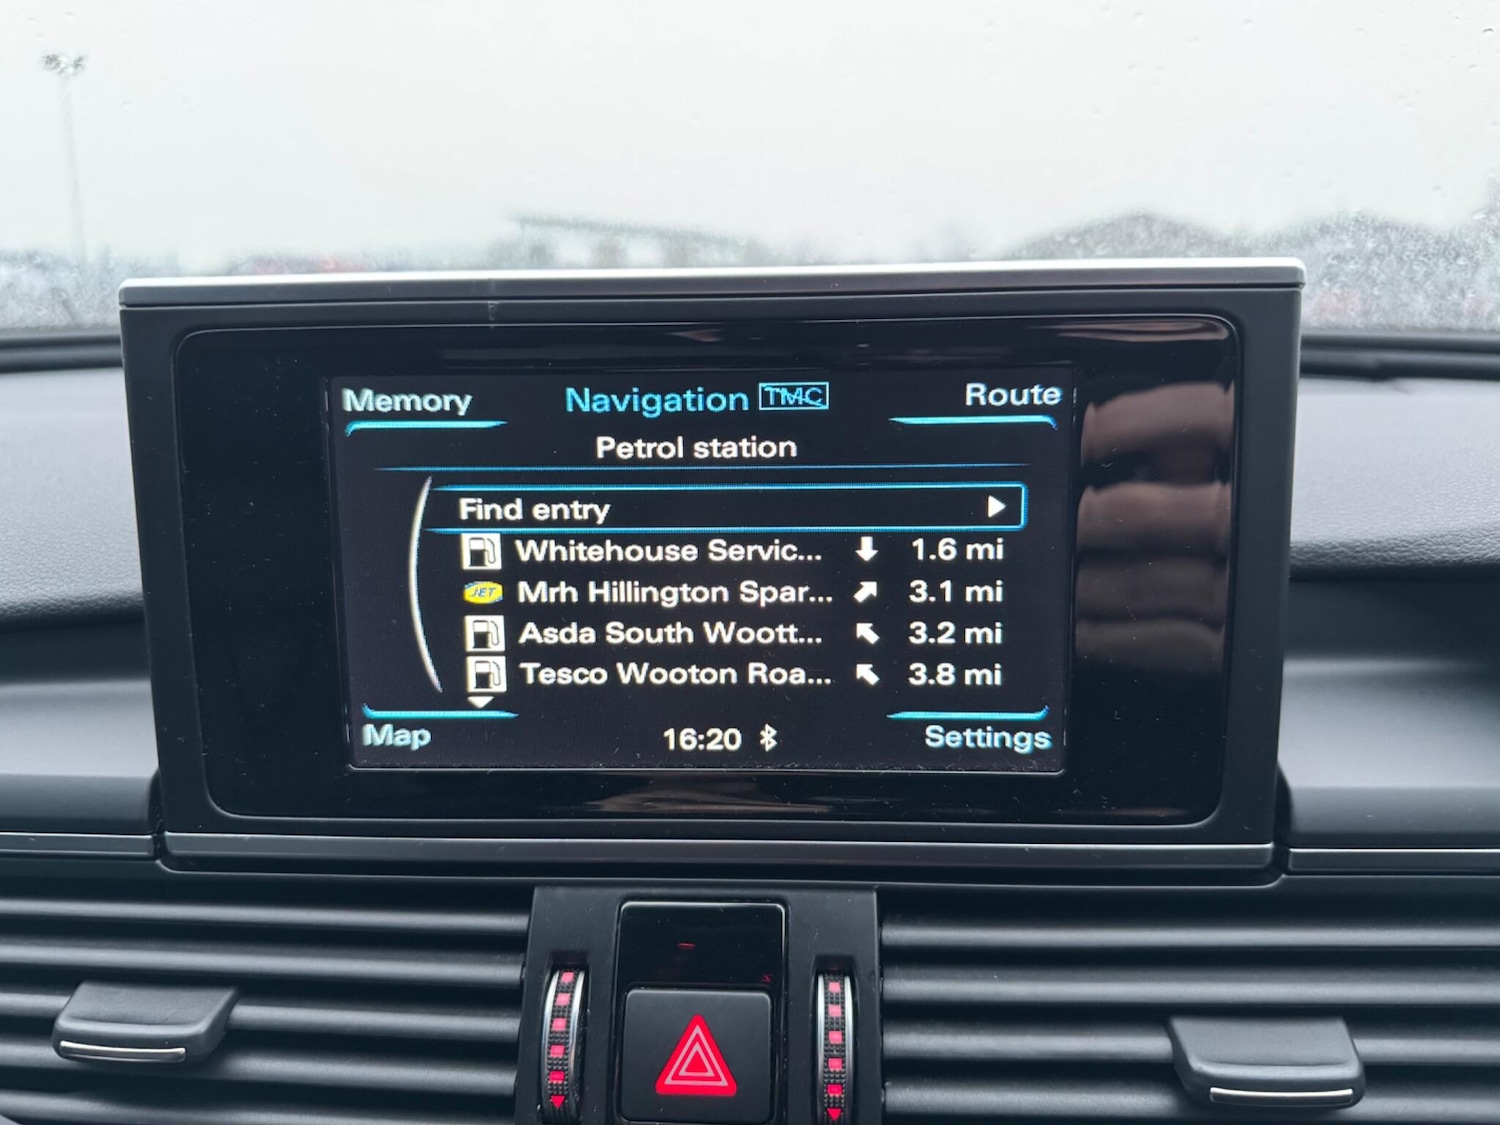 Memory Navigation TMC Route
Petrol station
Find entry
Whitehouse Servic... 1.6 mi
JET Mrh Hillington Spar... 3.1 mi
Asda South Woott... 3.2 mi
Tesco Wooton Roa... 3.8 mi
Map 16:20 Settings